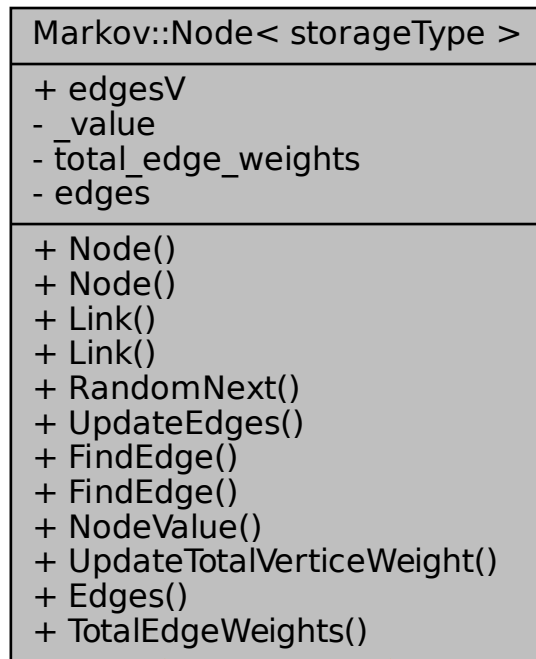 Markov::Node< storageType >
+ edgesV
- _value
- total_edge_weights
- edges
+ Node()
+ Node()
+ Link()
+ Link()
+ RandomNext()
+ UpdateEdges()
+ FindEdge()
+ FindEdge()
+ NodeValue()
+ UpdateTotalVerticeWeight()
+ Edges()
+ TotalEdgeWeights()